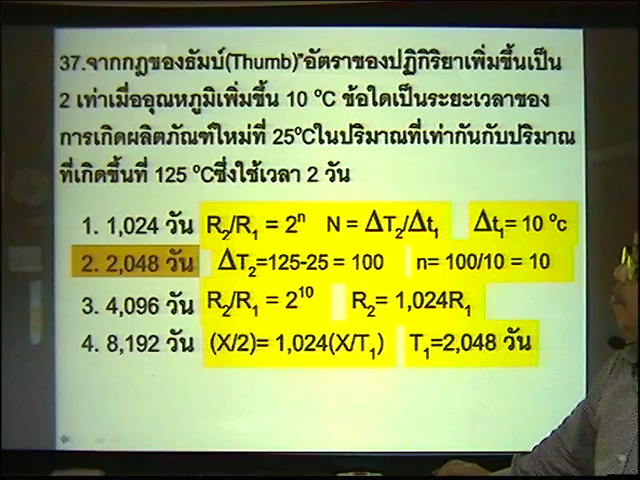 37.จากกฎของธัมบ์(Thumb)"อัตราของปฏิกิริยาเพิ่มขึ้นเป็น
2 เท่าเมื่ออุณหภูมิเพิ่มขึ้น 10 ºC ข้อใดเป็นระยะเวลาของ
การเกิดผลิตภัณฑ์ใหม่ที่ 25ºCในปริมาณที่เท่ากันกับปริมาณ
ที่เกิดขึ้นที่ 125 ºCซึ่งใช้เวลา 2 วัน
1. 1,024 วัน R₂/R₁ = 2ⁿ N = ΔT₂/Δt₁ Δt₁= 10 ºc
2. 2,048 วัน ΔT₂=125-25 = 100 n= 100/10 = 10
3. 4,096 วัน R₂/R₁ = 2¹⁰ R₂= 1,024R₁
4. 8,192 วัน (X/2)= 1,024(X/T₁) T₁=2,048 วัน